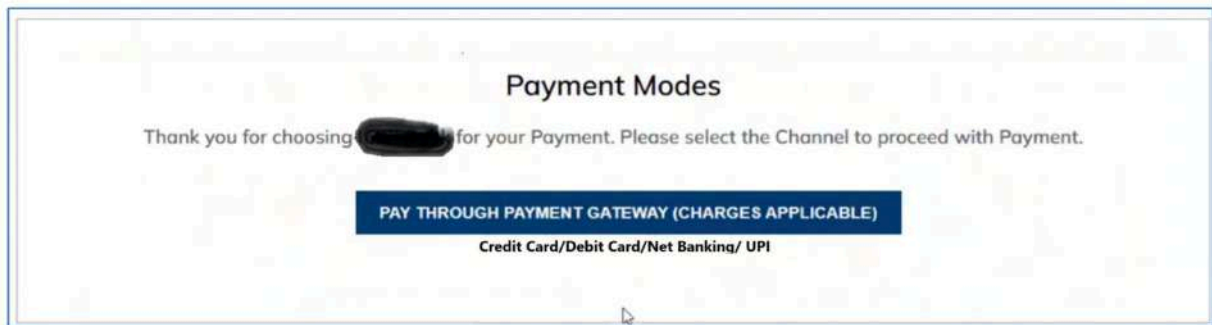 Payment Modes
Thank you for choosing for your Payment. Please select the Channel to proceed with Payment.
PAY THROUGH PAYMENT GATEWAY (CHARGES APPLICABLE)
Credit Card/Debit Card/Net Banking/ UPI